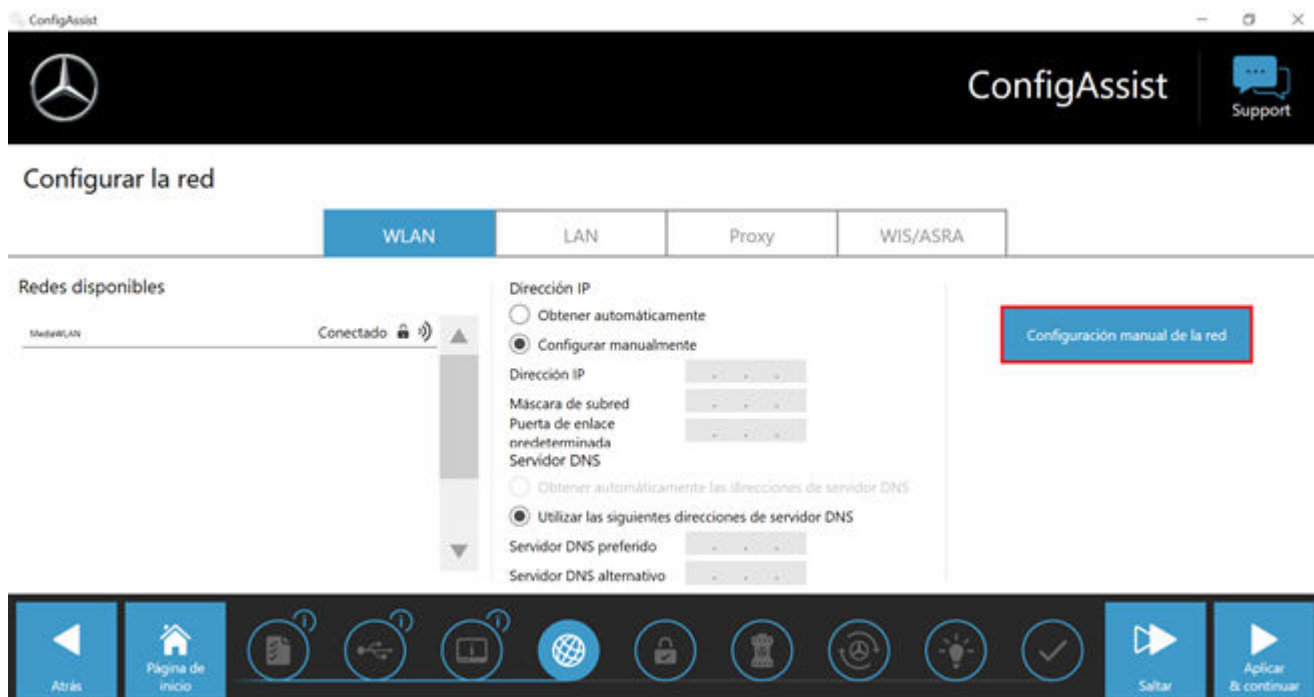 ConfigAssist
ConfigAssist
Support
Configurar la red
WLAN
LAN
Proxy
WIS/ASRA
Redes disponibles
MediaWLAN
Conectado
Dirección IP
Obtener automáticamente
Configurar manualmente
Dirección IP
Máscara de subred
Puerta de enlace
predeterminada
Servidor DNS
Obtener automáticamente las direcciones de servidor DNS
Utilizar las siguientes direcciones de servidor DNS
Servidor DNS preferido
Servidor DNS alternativo
Configuración manual de la red
Atrás
Página de
inicio
Saltar
Aplicar
& continuar